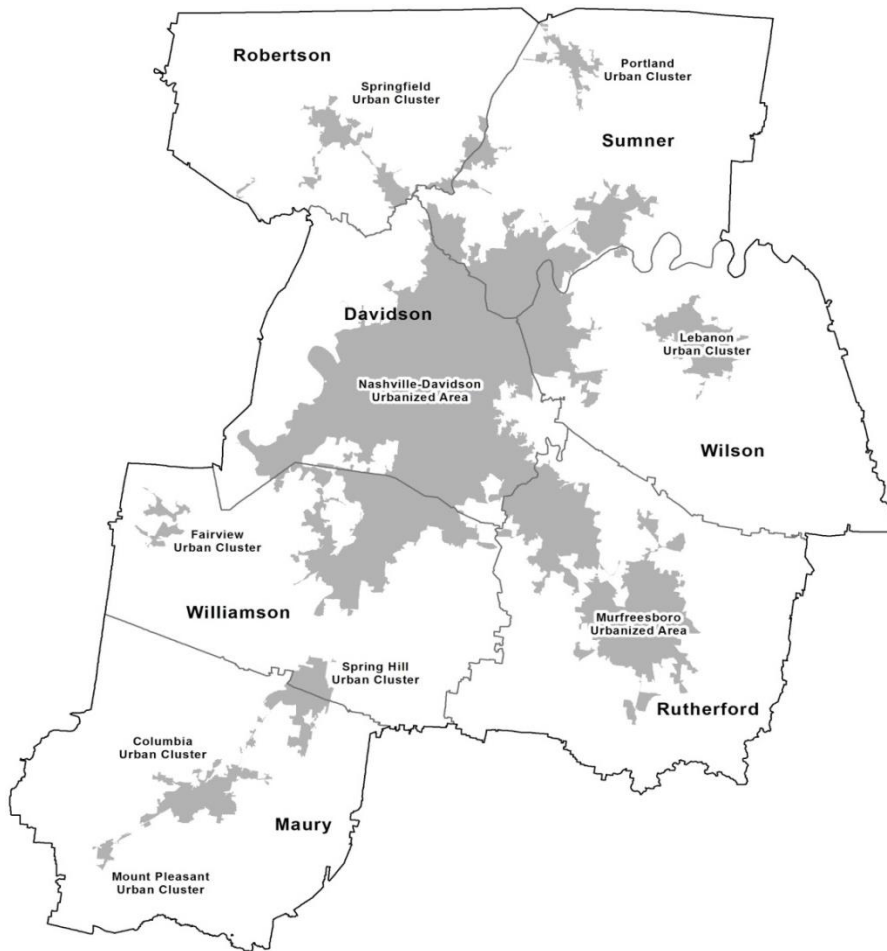 Robertson
Springfield
Urban Cluster
Portland
Urban Cluster
Sumner
Davidson
Nashville-Davidson
Urbanized Area
Lebanon
Urban Cluster
Wilson
Fairview
Urban Cluster
Williamson
Murfreesboro
Urbanized Area
Spring Hill
Urban Cluster
Rutherford
Columbia
Urban Cluster
Maury
Mount Pleasant
Urban Cluster